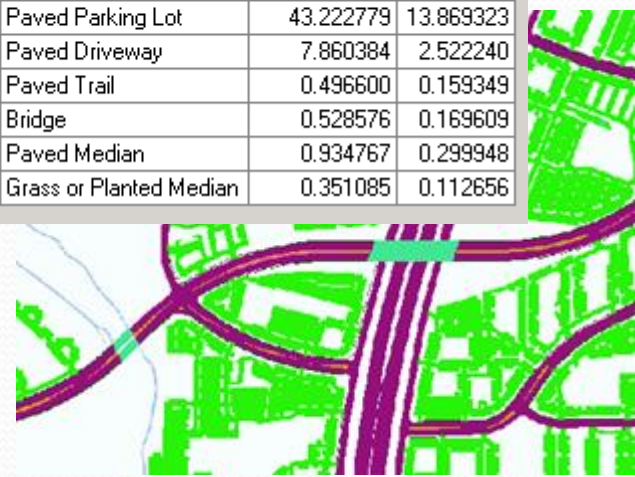 Paved Parking Lot 43.222779 13.869323
Paved Driveway 7.860384 2.522240
Paved Trail 0.496600 0.159349
Bridge 0.528576 0.169609
Paved Median 0.934767 0.299948
Grass or Planted Median 0.351085 0.112656